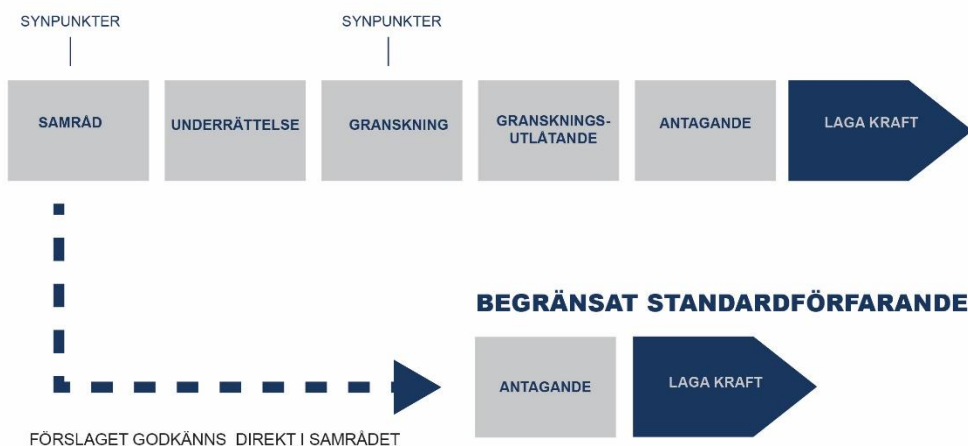 SYNPUNKTER
SYNPUNKTER
SAMRÅD
UNDERRÄTTELSE
GRANSKNING
GRANSKNINGS-
UTLÅTANDE
ANTAGANDE
LAGA KRAFT
BEGRÄNSAT STANDARDFÖRFARANDE
ANTAGANDE
LAGA KRAFT
FÖRSLAGET GODKÄNNS DIREKT I SAMRÅDET